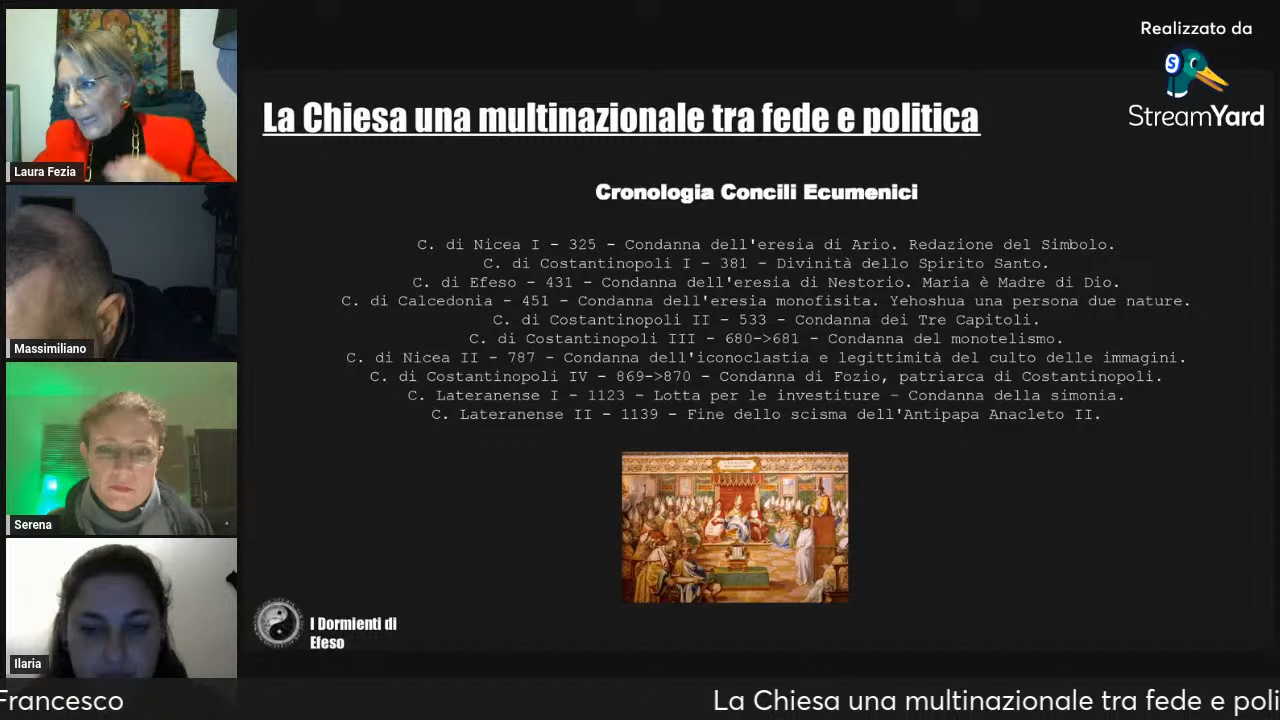 Realizzato da
StreamYard
La Chiesa una multinazionale tra fede e politica
Cronologia Concili Ecumenici
C. di Nicea I - 325 - Condanna dell'eresia di Ario. Redazione del Simbolo.
C. di Costantinopoli I - 381 - Divinità dello Spirito Santo.
C. di Efeso - 431 - Condanna dell'eresia di Nestorio. Maria è Madre di Dio.
C. di Calcedonia - 451 - Condanna dell'eresia monofisita. Yehoshua una persona due nature.
C. di Costantinopoli II - 533 - Condanna dei Tre Capitoli.
C. di Costantinopoli III - 680->681 - Condanna del monotelismo.
C. di Nicea II - 787 - Condanna dell'iconoclastia e legittimità del culto delle immagini.
C. di Costantinopoli IV - 869->870 - Condanna di Fozio, patriarca di Costantinopoli.
C. Lateranense I - 1123 - Lotta per le investiture - Condanna della simonia.
C. Lateranense II - 1139 - Fine dello scisma dell'Antipapa Anacleto II.
Laura Fezia
Massimiliano
Serena
Ilaria
I Dormienti di
Efeso
Francesco
La Chiesa una multinazionale tra fede e poli